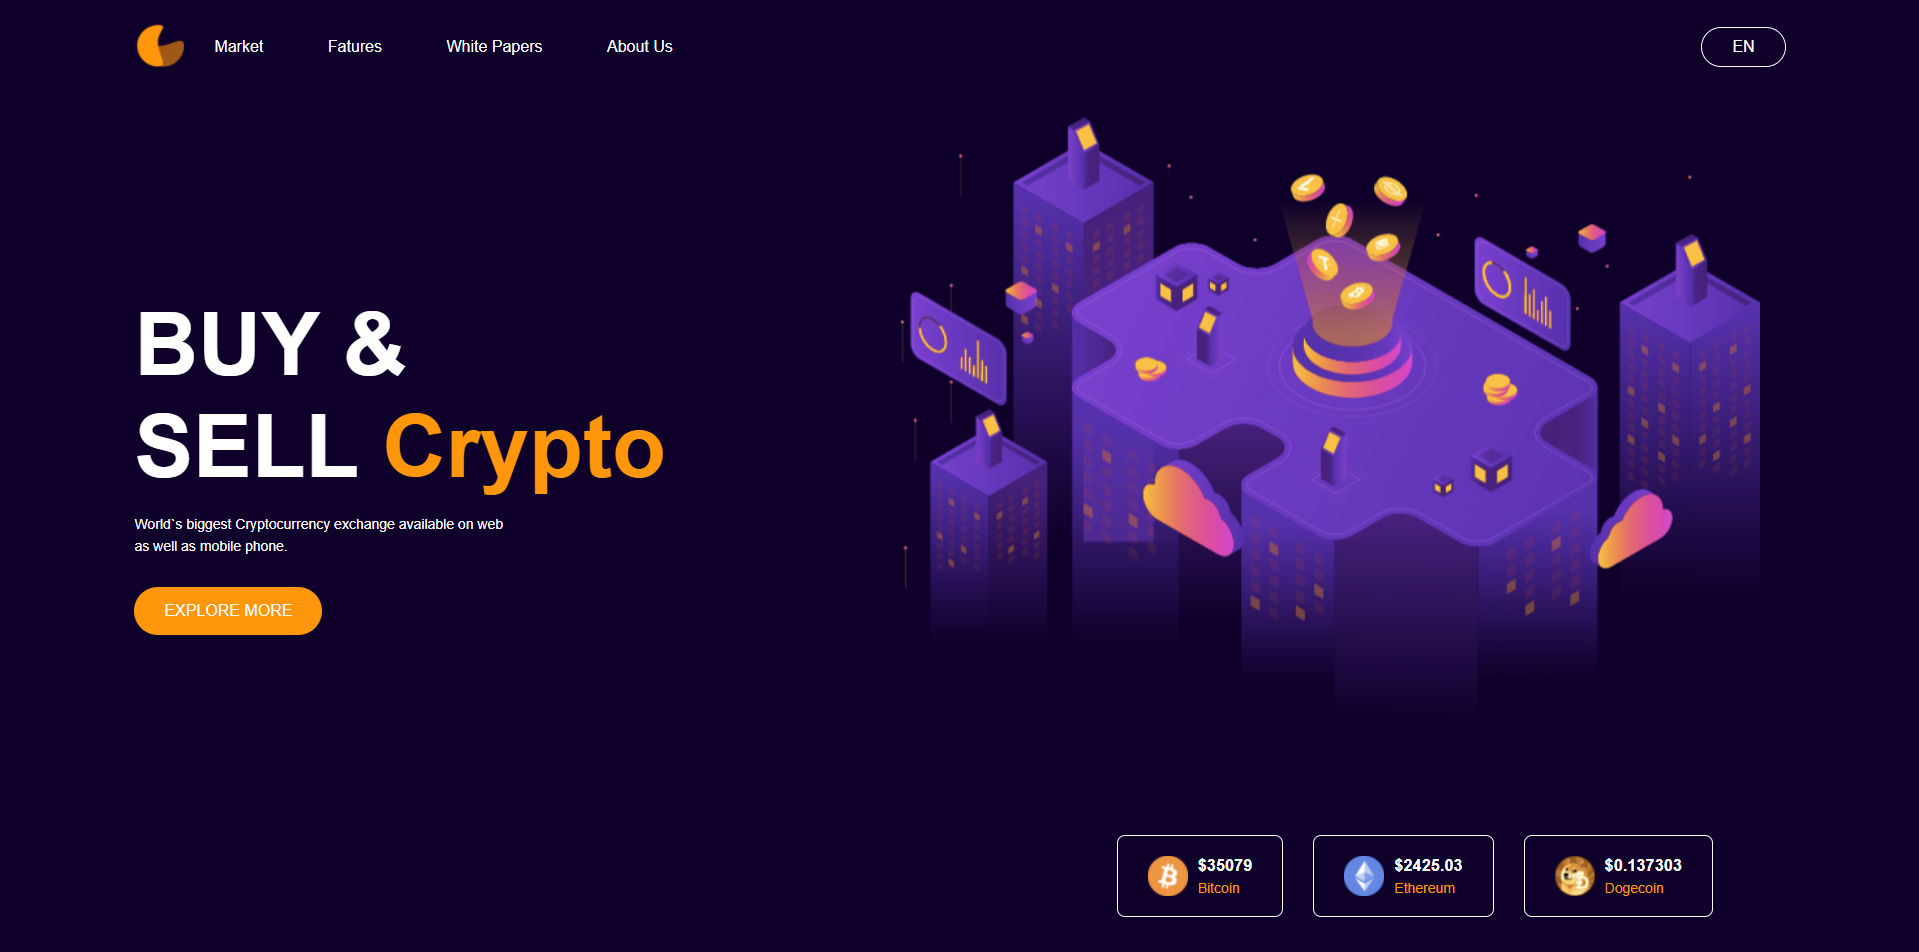 Market Fatures White Papers About Us EN
BUY &
SELL Crypto
World`s biggest Cryptocurrency exchange available on web
as well as mobile phone.
EXPLORE MORE
$35079
Bitcoin
$2425.03
Ethereum
$0.137303
Dogecoin